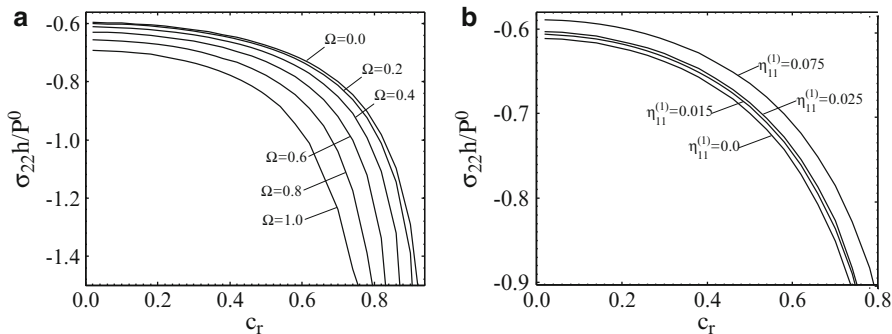 a
-0.6
-0.8
-1.0
-1.2
-1.4
σ₂₂h/P⁰
Ω=0.0
Ω=0.2
Ω=0.4
Ω=0.6
Ω=0.8
Ω=1.0
0.0 0.2 0.4 0.6 0.8
cᵣ
b
-0.6
-0.7
-0.8
-0.9
σ₂₂h/P⁰
η₁₁⁽¹⁾=0.075
η₁₁⁽¹⁾=0.025
η₁₁⁽¹⁾=0.015
η₁₁⁽¹⁾=0.0
0.0 0.2 0.4 0.6 0.8
cᵣ